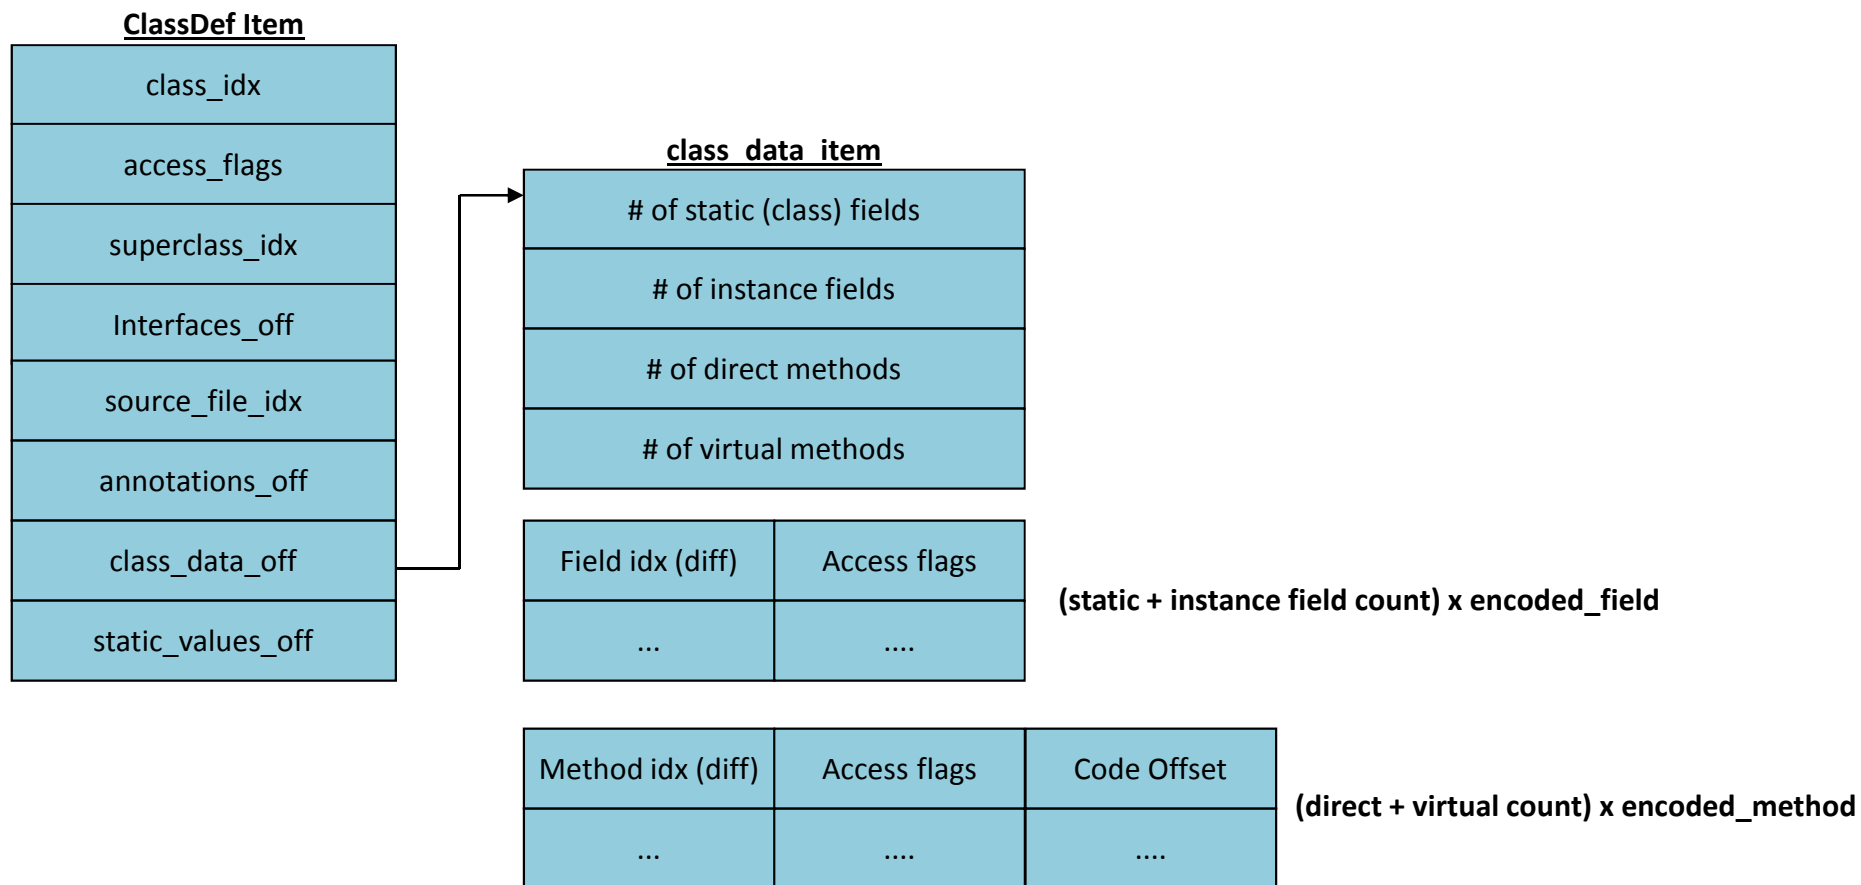 ClassDef Item
class_idx
access_flags
superclass_idx
Interfaces_off
source_file_idx
annotations_off
class_data_off
static_values_off
class_data_item
# of static (class) fields
# of instance fields
# of direct methods
# of virtual methods
Field idx (diff) Access flags
... ....
(static + instance field count) x encoded_field
Method idx (diff) Access flags Code Offset
... .... ....
(direct + virtual count) x encoded_method